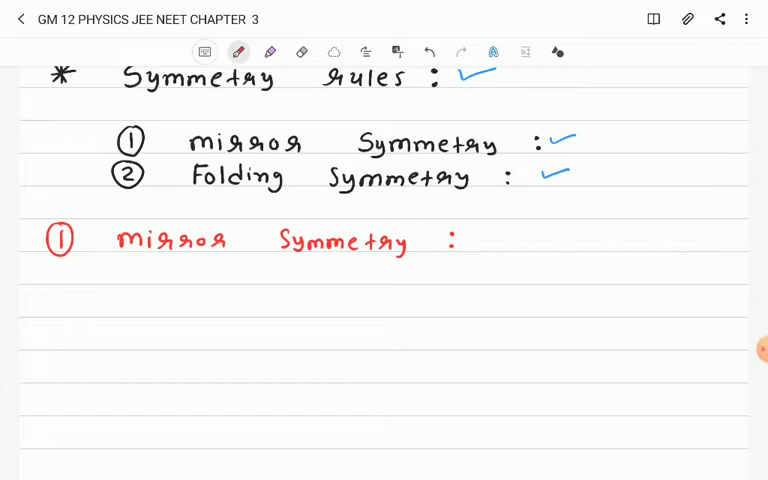 GM 12 PHYSICS JEE NEET CHAPTER 3
* Symmetry rules :
① mirror Symmetry :
② Folding Symmetry :
① mirror Symmetry :